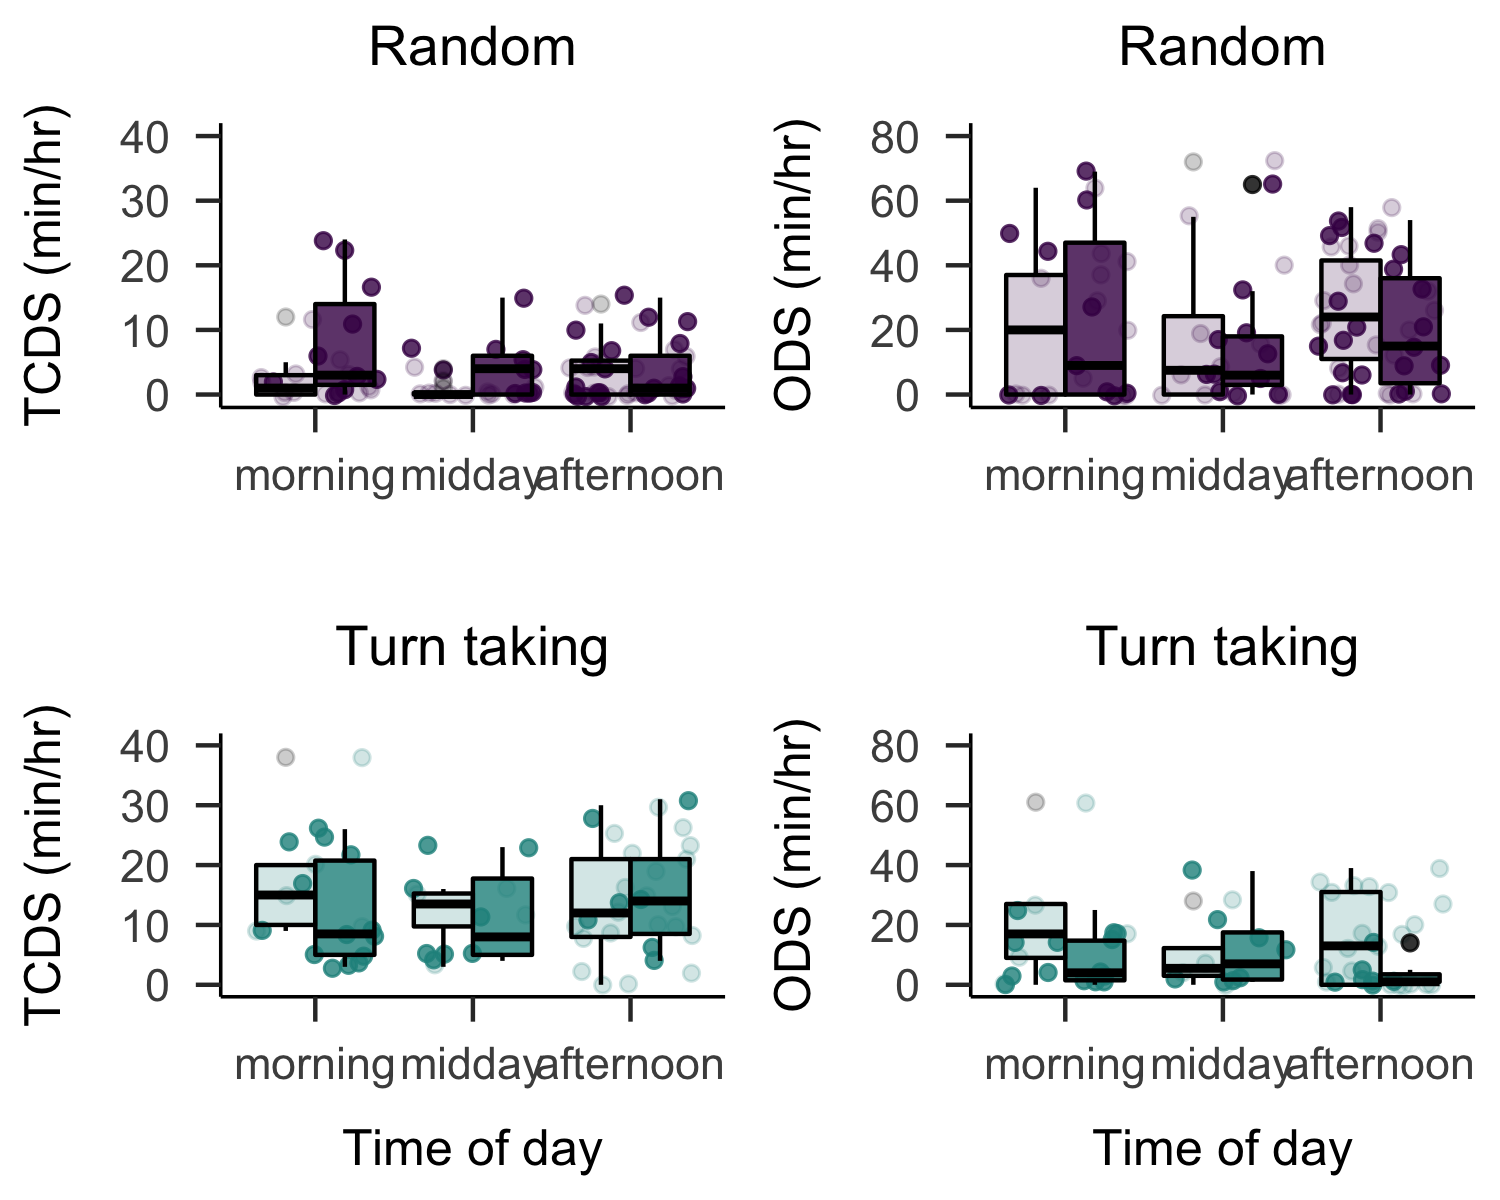 Random
TCDS (min/hr)
40
30
20
10
0
morning midday afternoon
Random
ODS (min/hr)
80
60
40
20
0
morning midday afternoon
Turn taking
TCDS (min/hr)
40
30
20
10
0
morning midday afternoon
Time of day
Turn taking
ODS (min/hr)
80
60
40
20
0
morning midday afternoon
Time of day